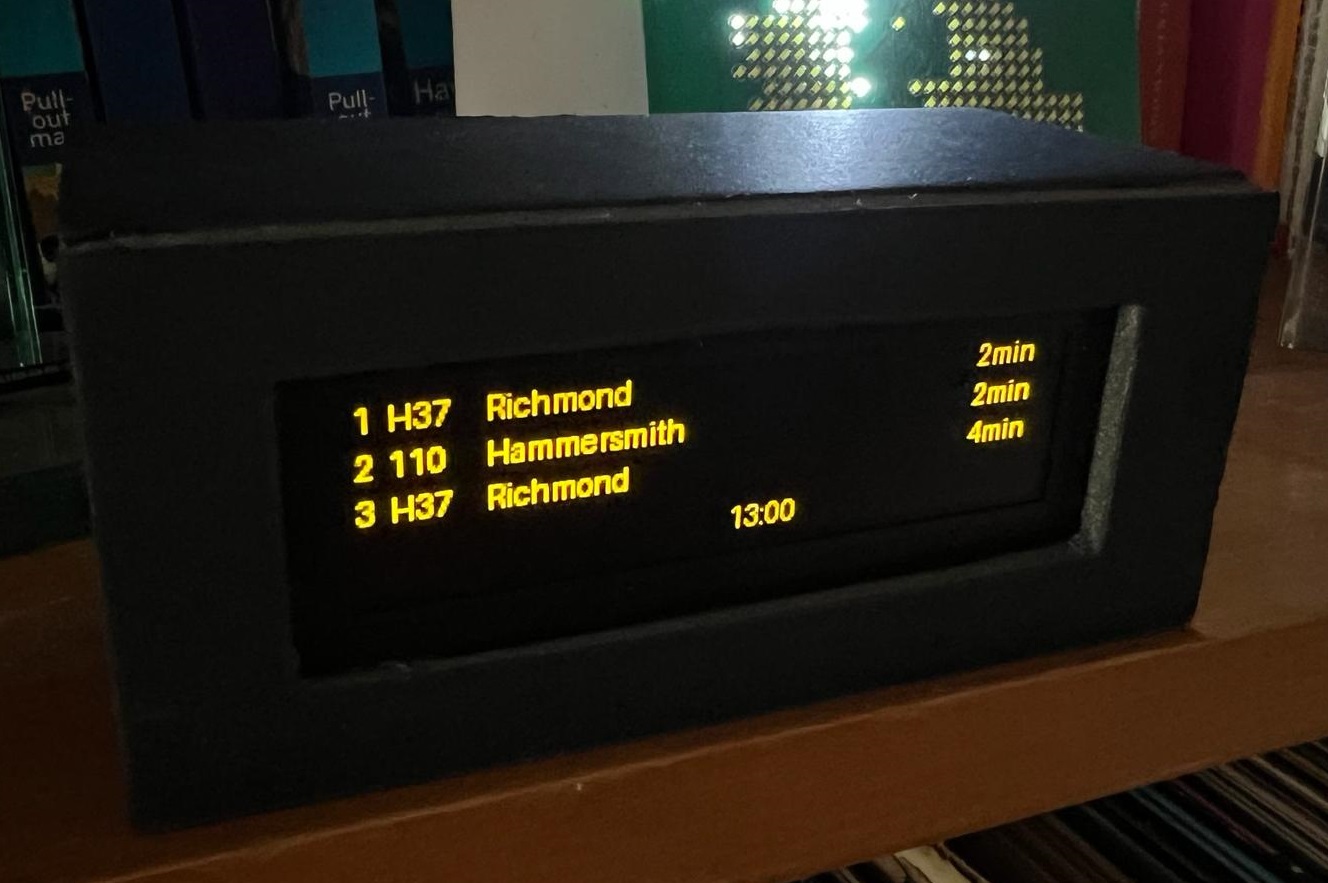 Pull-
out
ma
Pull-
out
Ha
1 H37 Richmond 2min
2 110 Hammersmith 2min
3 H37 Richmond 4min
13:00